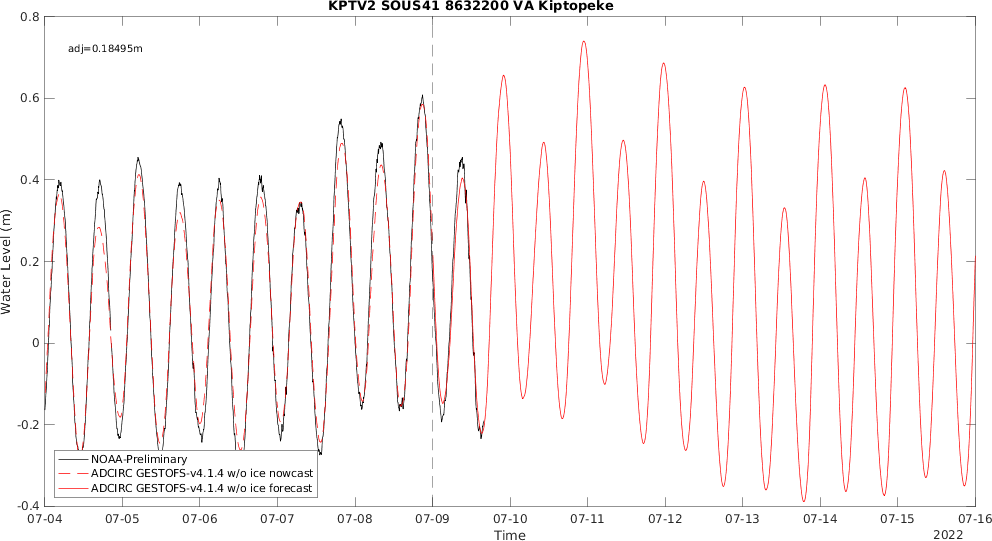 KPTV2 SOUS41 8632200 VA Kiptopeke
adj=0.18495m
0.8
0.6
0.4
0.2
0
-0.2
-0.4
Water Level (m)
NOAA-Preliminary
ADCIRC GESTOFS-v4.1.4 w/o ice nowcast
ADCIRC GESTOFS-v4.1.4 w/o ice forecast
07-04 07-05 07-06 07-07 07-08 07-09 07-10 07-11 07-12 07-13 07-14 07-15 07-16
Time
2022